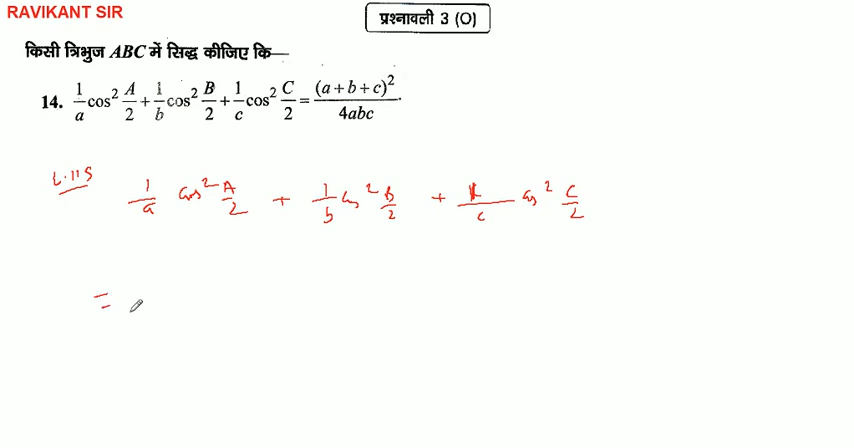 RAVIKANT SIR
प्रश्नावली 3 (O)
किसी त्रिभुज ABC में सिद्ध कीजिए कि—
14. 1/a cos² A/2 + 1/b cos² B/2 + 1/c cos² C/2 = (a+b+c)²/4abc.
L.H.S
1/a cos² A/2 + 1/b cos² B/2 + 1/c cos² C/2
=